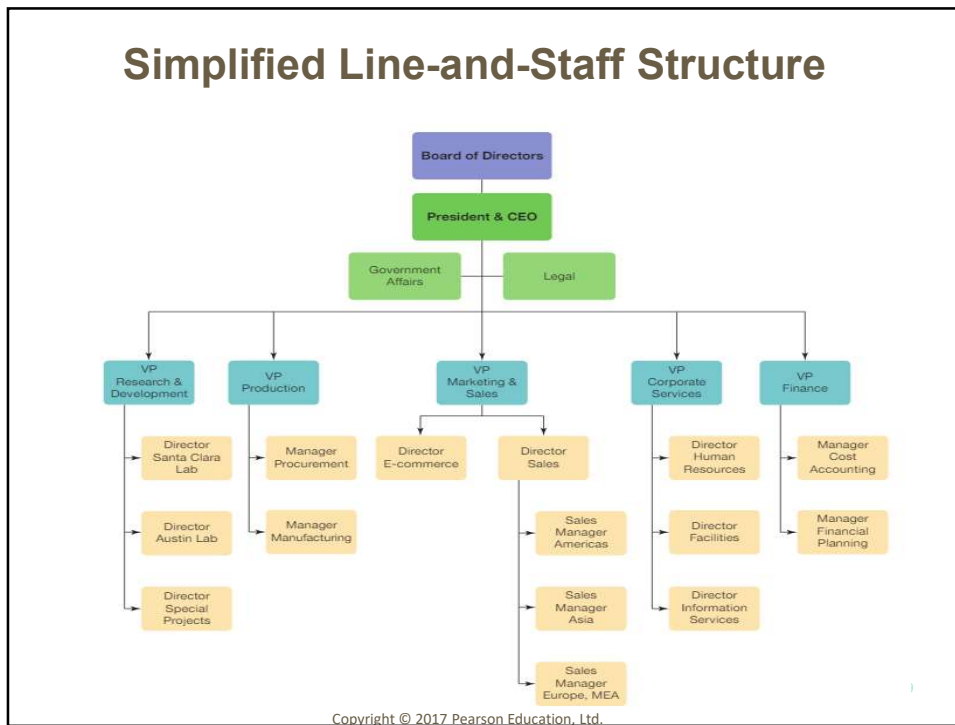 Simplified Line-and-Staff Structure
Board of Directors
President & CEO
Government
Affairs
Legal
VP
Research &
Development
VP
Production
VP
Marketing &
Sales
VP
Corporate
Services
VP
Finance
Director
Santa Clara
Lab
Manager
Procurement
Director
E-commerce
Director
Sales
Director
Human
Resources
Manager
Cost
Accounting
Director
Austin Lab
Manager
Manufacturing
Sales
Manager
Americas
Director
Facilities
Manager
Financial
Planning
Director
Special
Projects
Sales
Manager
Asia
Director
Information
Services
Sales
Manager
Europe, MEA
Copyright © 2017 Pearson Education, Ltd.